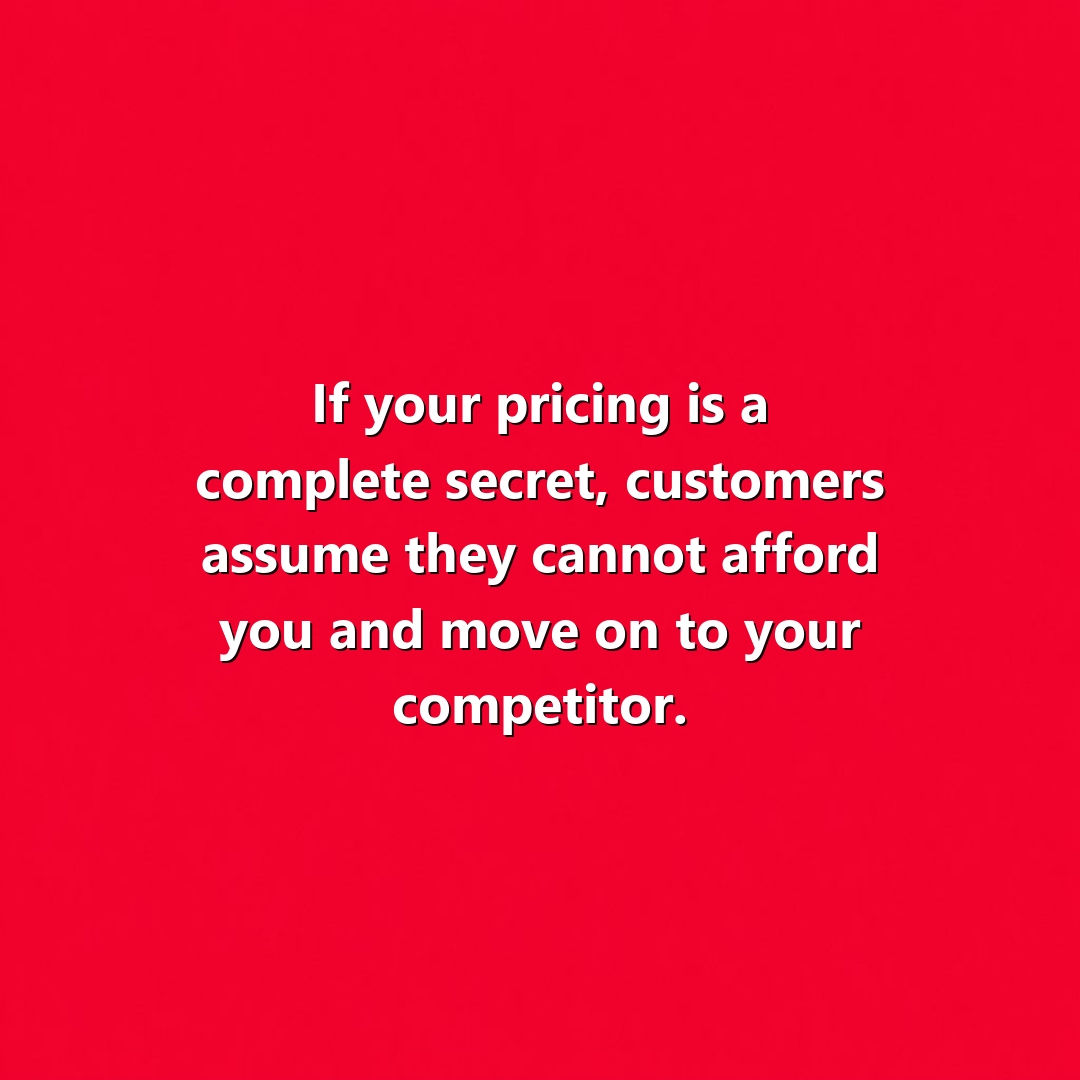 If your pricing is a
complete secret, customers
assume they cannot afford
you and move on to your
competitor.